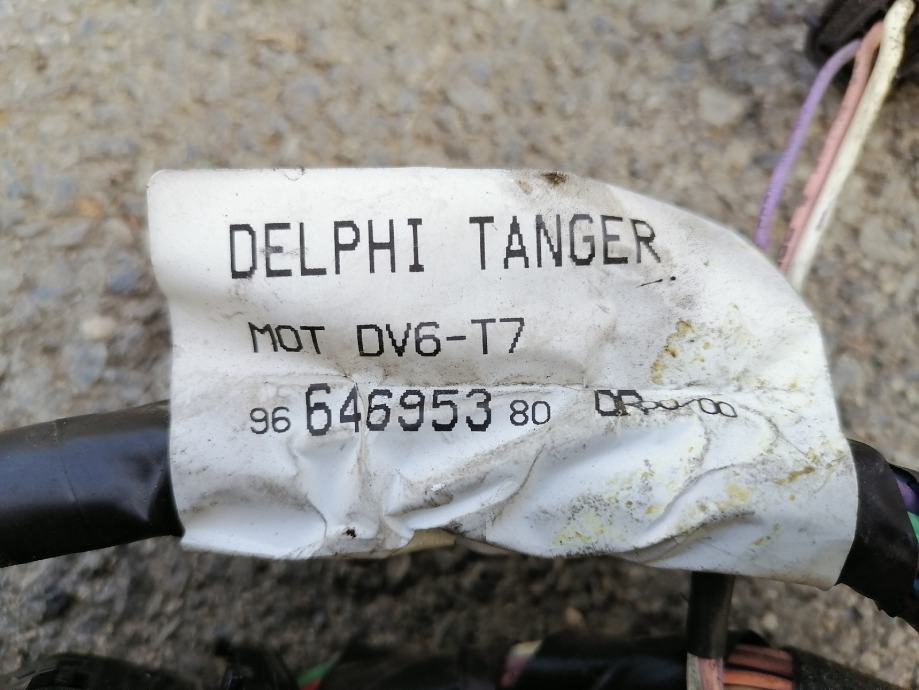 DELPHI TANGER
MOT DV6-T7
96 646953 80